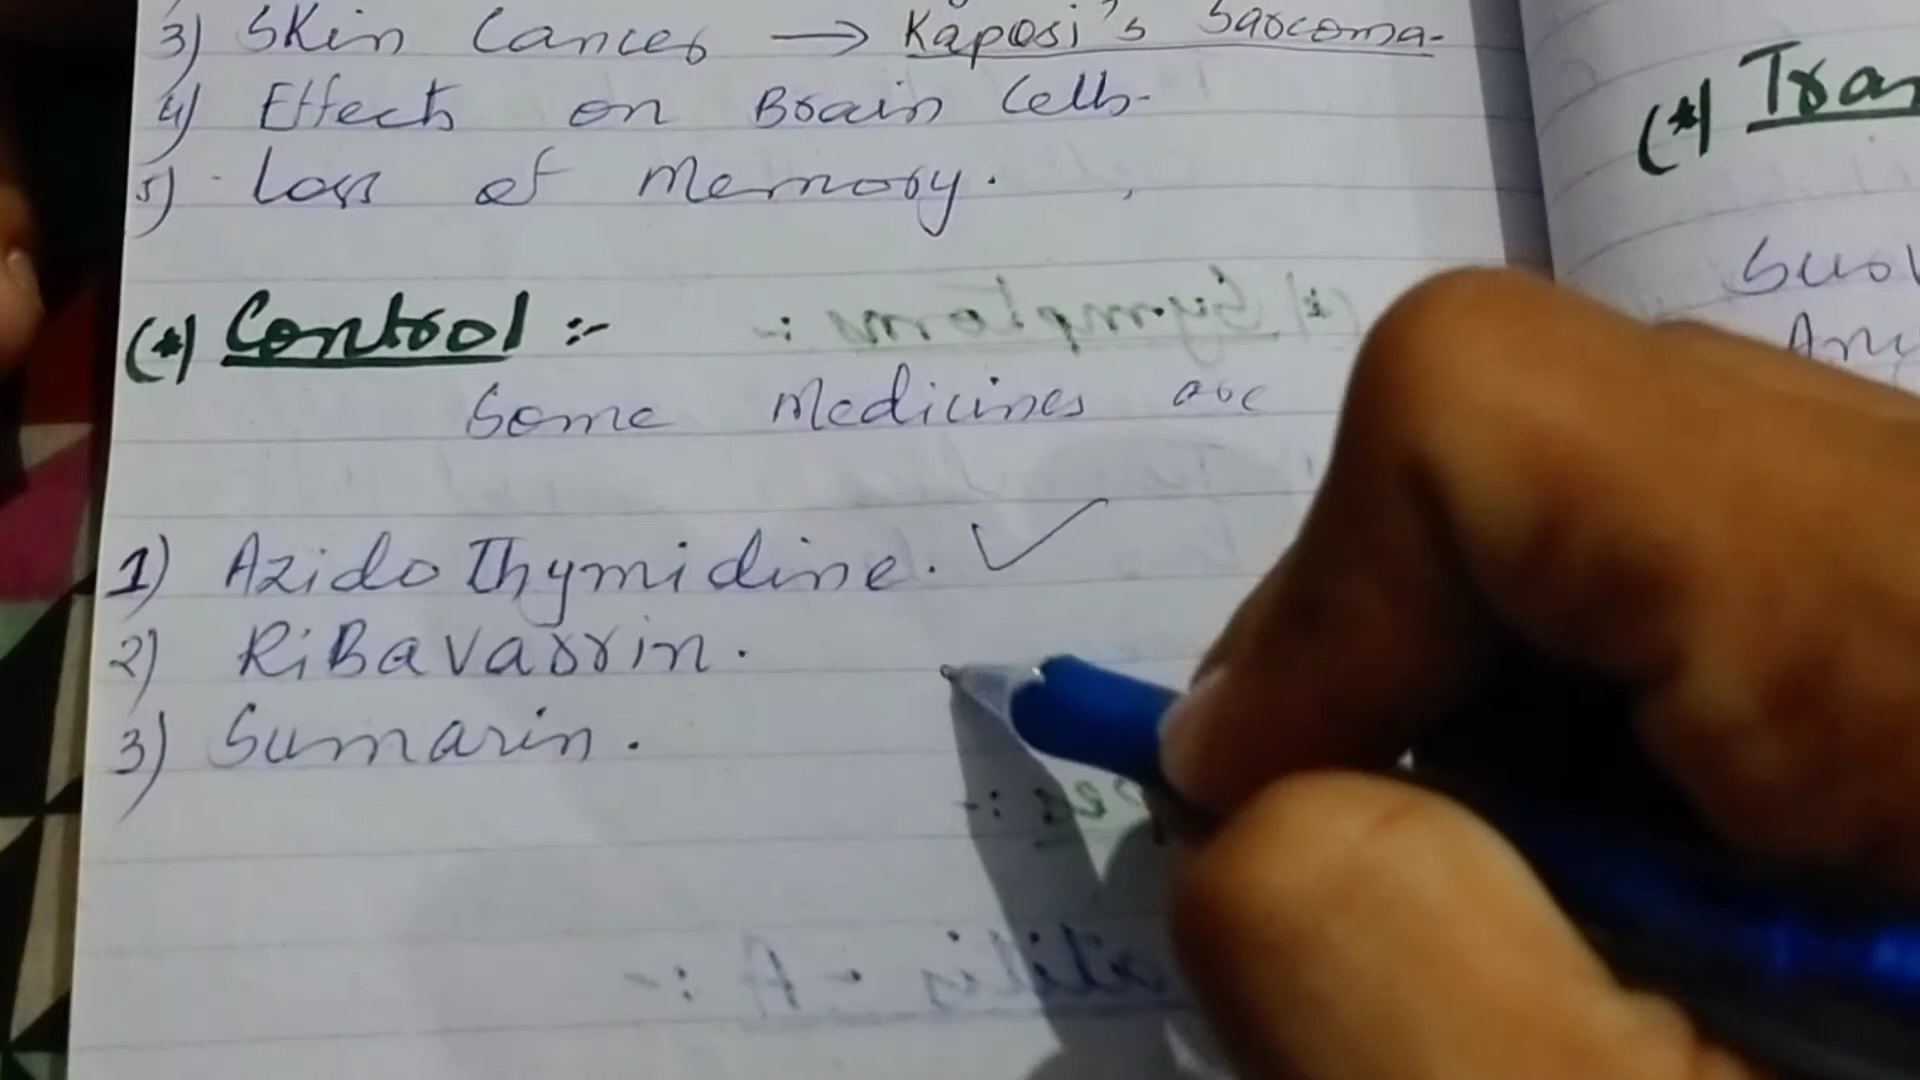 3) Skin Cancer → Kaposi's Sarcoma.
4) Effects on Brain Cells.
5) Loss of Memory.
(*) Control :-
Some Medicines are
1) Azido Thymidine. ✓
2) RiBavarrin.
3) Sumarin.
(*) Tran